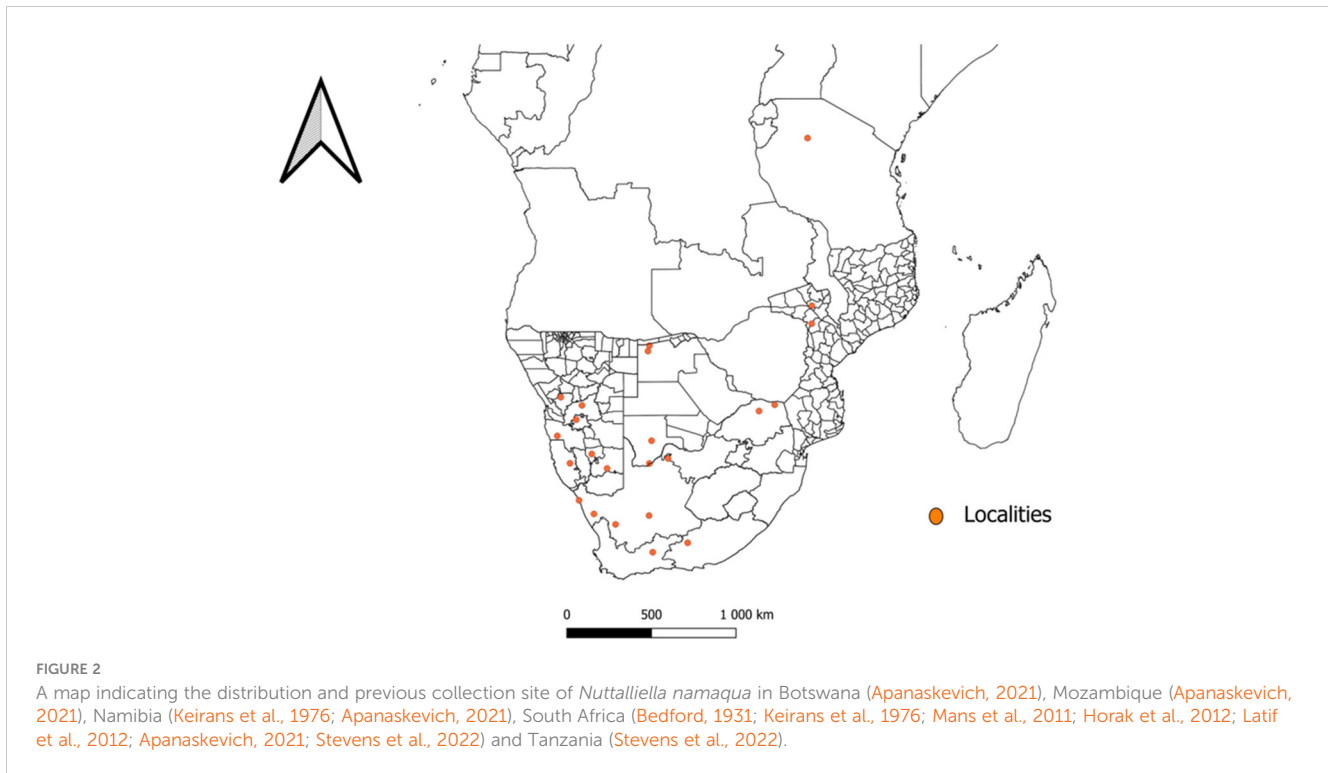 Localities
0 500 1 000 km
FIGURE 2
A map indicating the distribution and previous collection site of Nuttalliella namaqua in Botswana (Apanaskevich, 2021), Mozambique (Apanaskevich,
2021), Namibia (Keirans et al., 1976; Apanaskevich, 2021), South Africa (Bedford, 1931; Keirans et al., 1976; Mans et al., 2011; Horak et al., 2012; Latif
et al., 2012; Apanaskevich, 2021; Stevens et al., 2022) and Tanzania (Stevens et al., 2022).